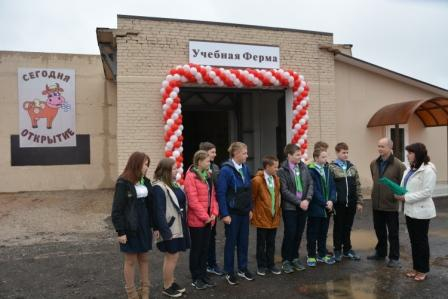 Учебная Ферма
СЕГОДНЯ
ОТКРЫТИЕ